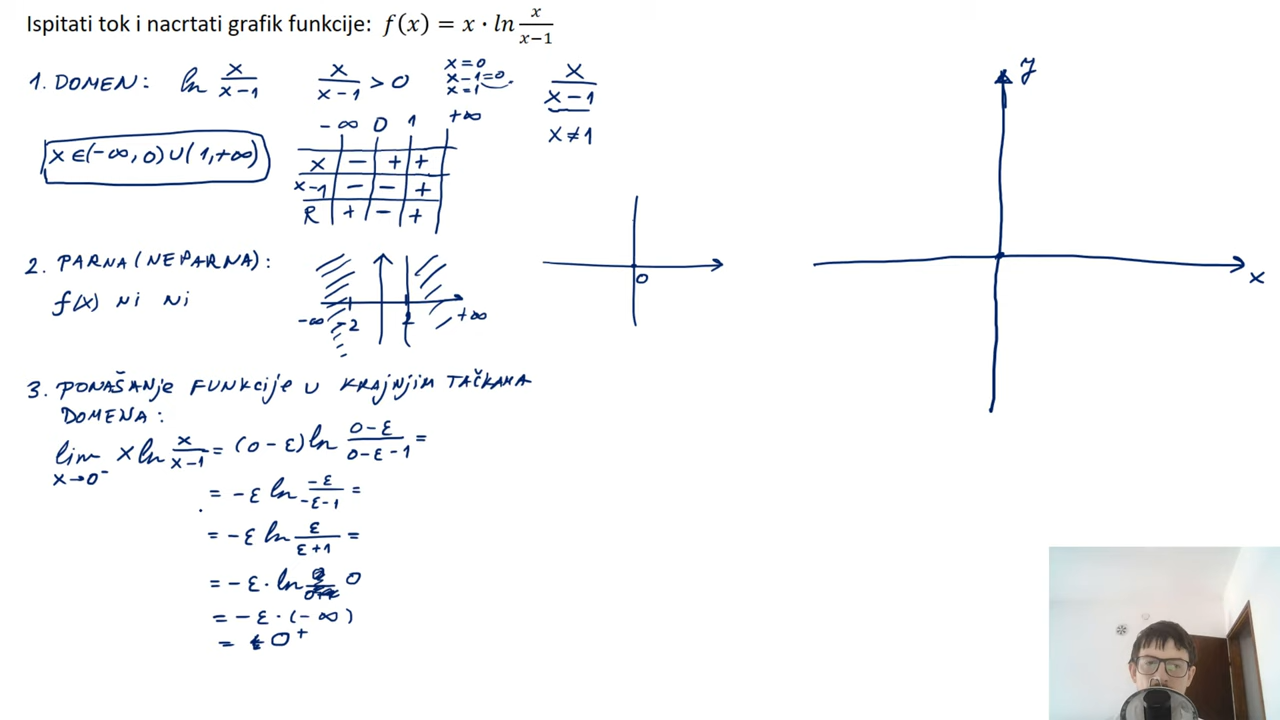 Ispitati tok i nacrtati grafik funkcije: f(x) = x · ln x/(x−1)
1. DOMEN: ln x/(x−1)   x/(x−1) > 0   x=0   x/(x−1)
x−1=0
x=1
x≠1
x∈(−∞, 0)∪(1, +∞)
−∞ 0 1 +∞
x − + +
x−1 − − +
R + − +
2. PARNA (NEPARNA):
f(x) ni ni
−∞ −2 +∞
0
y
x
3. PONAŠANjE FUNKcijE U KRAJNjIM TAČKAMA
DOMENA:
lim x→0⁻ x ln x/(x−1) = (0−ε) ln (0−ε)/(0−ε−1) =
= −ε ln −ε/(−ε−1) =
= −ε ln ε/(ε+1) =
= −ε · ln 0
= −ε · (−∞)
= 0⁺